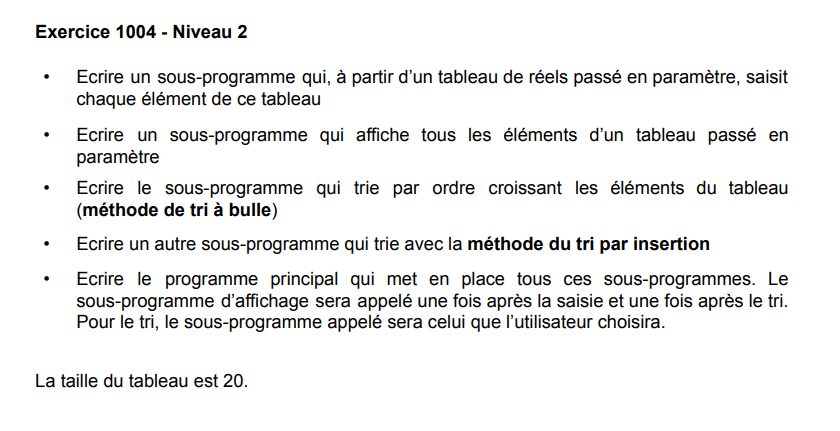 Exercice 1004 - Niveau 2
• Ecrire un sous-programme qui, à partir d'un tableau de réels passé en paramètre, saisit
chaque élément de ce tableau
• Ecrire un sous-programme qui affiche tous les éléments d'un tableau passé en
paramètre
• Ecrire le sous-programme qui trie par ordre croissant les éléments du tableau
(méthode de tri à bulle)
• Ecrire un autre sous-programme qui trie avec la méthode du tri par insertion
• Ecrire le programme principal qui met en place tous ces sous-programmes. Le
sous-programme d'affichage sera appelé une fois après la saisie et une fois après le tri.
Pour le tri, le sous-programme appelé sera celui que l'utilisateur choisira.
La taille du tableau est 20.